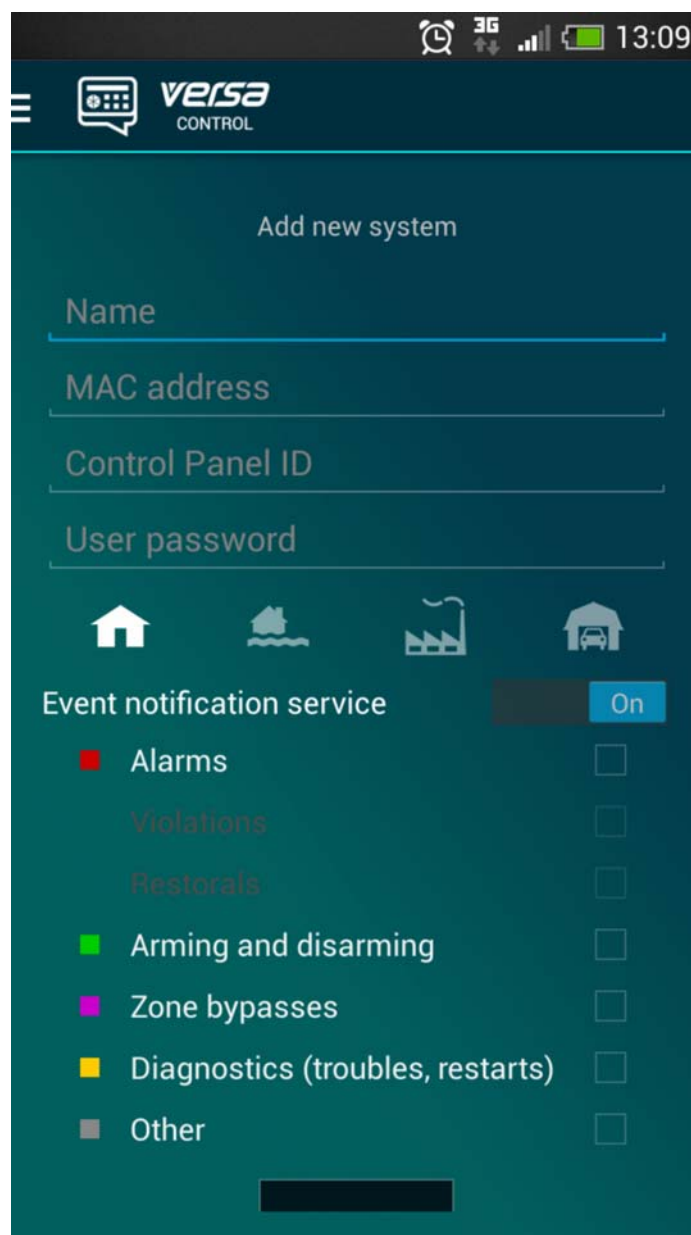 3G 13:09
versa
CONTROL
Add new system
Name
MAC address
Control Panel ID
User password
Event notification service On
Alarms
Violations
Restorals
Arming and disarming
Zone bypasses
Diagnostics (troubles, restarts)
Other